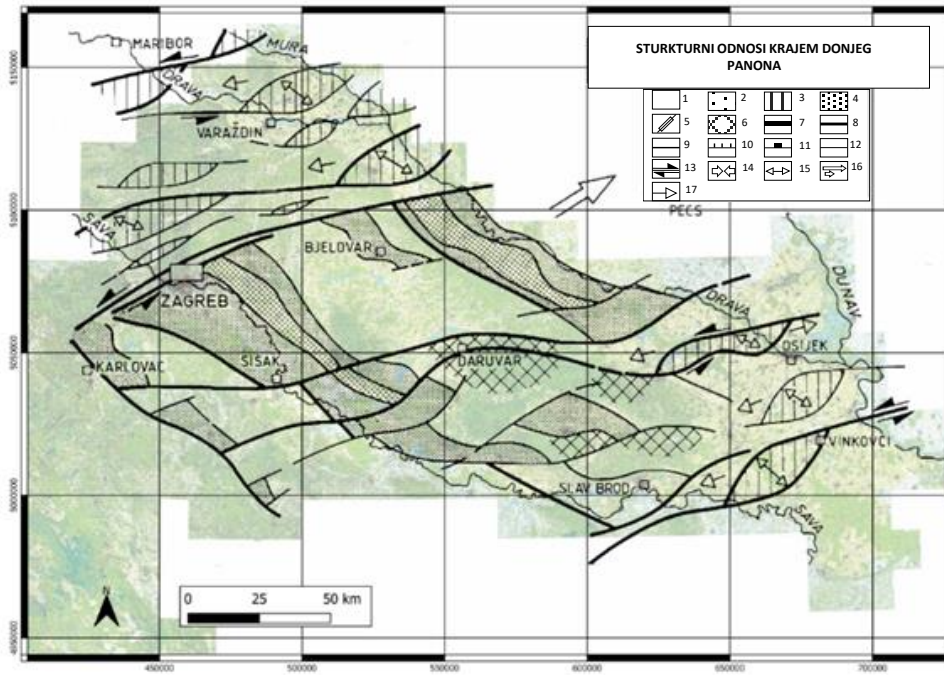 STURKTURNI ODNOSI KRAJEM DONJEG
PANONA
1 2 3 4
5 6 7 8
9 10 11 12
13 14 15 16
17
MARIBOR
MURA
DRAVA
VARAŽDIN
SAVA
PECS
BJELOVAR
ZAGREB
DRAVA
DUNAV
OSIJEK
KARLOVAC
SISAK
DARUVAR
VINKOVCI
SLAV BROD
SAVA
N
0 25 50 km
450000 500000 550000 600000 650000 700000